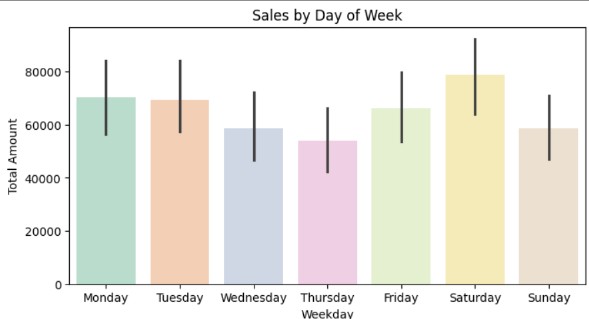 Sales by Day of Week
Total Amount
80000
60000
40000
20000
0
Monday Tuesday Wednesday Thursday Friday Saturday Sunday
Weekday